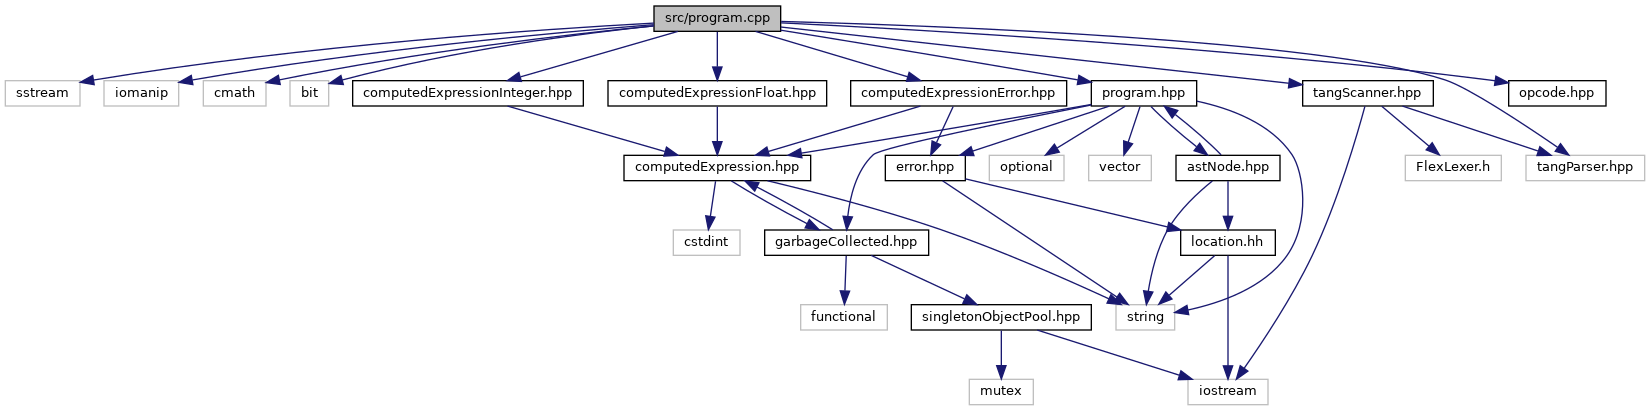 src/program.cpp
sstream
iomanip
cmath
bit
computedExpressionInteger.hpp
computedExpressionFloat.hpp
computedExpressionError.hpp
program.hpp
tangScanner.hpp
opcode.hpp
computedExpression.hpp
error.hpp
optional
vector
astNode.hpp
FlexLexer.h
tangParser.hpp
cstdint
garbageCollected.hpp
location.hh
functional
singletonObjectPool.hpp
string
mutex
iostream